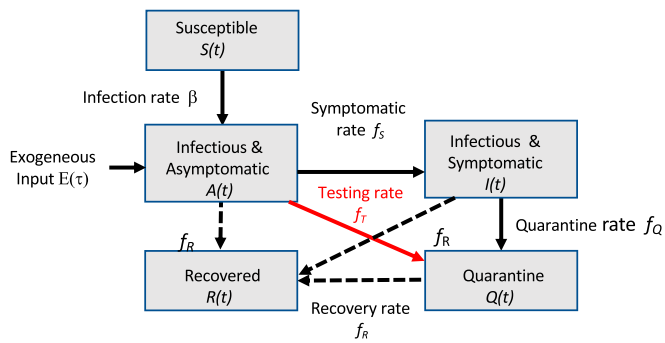 Susceptible
S(t)
Infection rate β
Symptomatic
rate fS
Exogeneous
Input E(τ)
Infectious &
Asymptomatic
A(t)
Infectious &
Symptomatic
I(t)
Testing rate
fT
Quarantine rate fQ
fR
fR
Recovered
R(t)
Quarantine
Q(t)
Recovery rate
fR